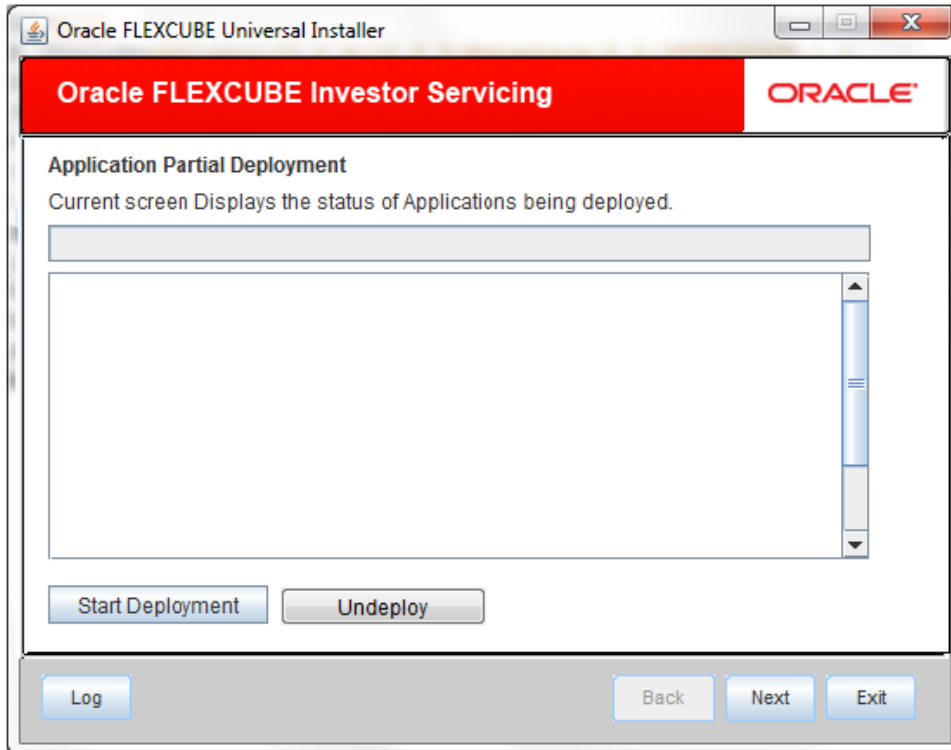 Oracle FLEXCUBE Universal Installer
Oracle FLEXCUBE Investor Servicing
ORACLE
Application Partial Deployment
Current screen Displays the status of Applications being deployed.
Start Deployment
Undeploy
Log
Back
Next
Exit